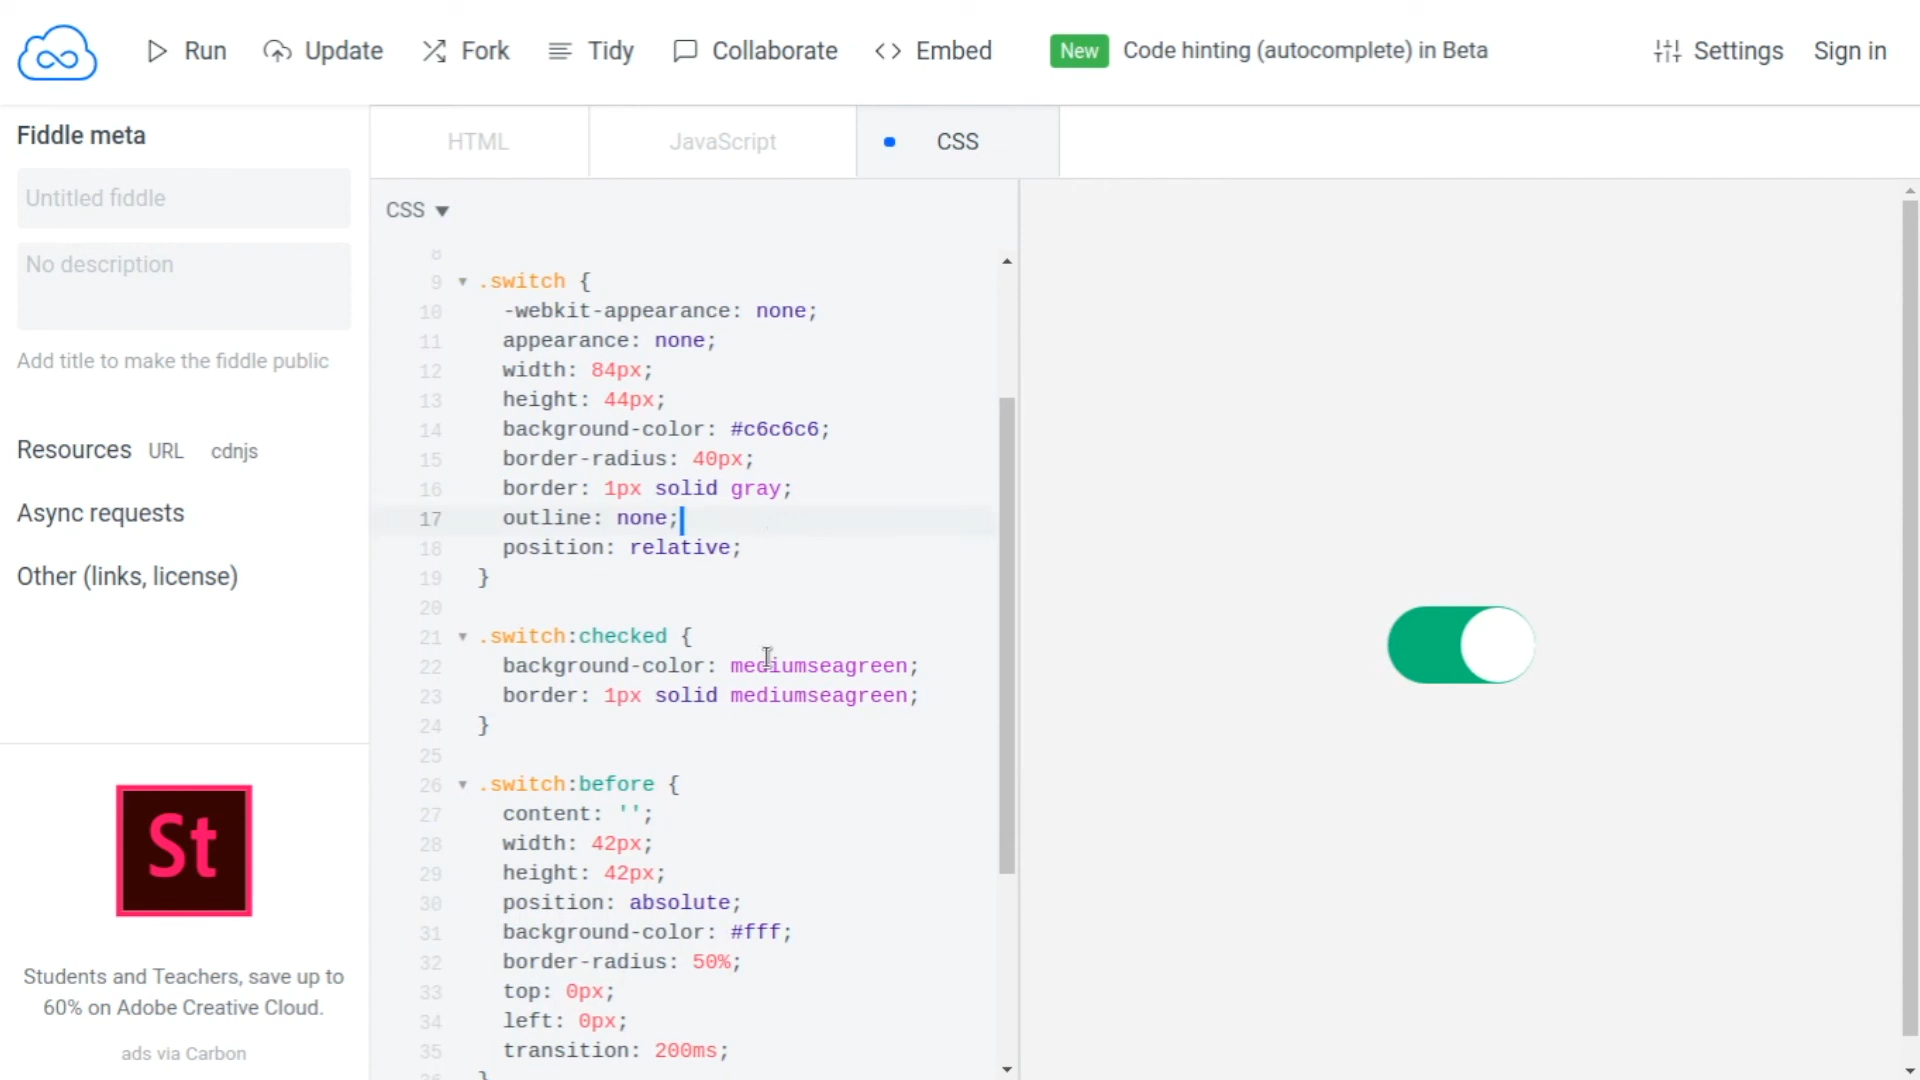 Run
Update
Fork
Tidy
Collaborate
Embed
New
Code hinting (autocomplete) in Beta
Settings
Sign in
Fiddle meta
Untitled fiddle
No description
Add title to make the fiddle public
Resources URL cdnjs
Async requests
Other (links, license)
St
Students and Teachers, save up to
60% on Adobe Creative Cloud.
ads via Carbon
HTML
JavaScript
CSS
CSS ▼
8
9 .switch {
10 -webkit-appearance: none;
11 appearance: none;
12 width: 84px;
13 height: 44px;
14 background-color: #c6c6c6;
15 border-radius: 40px;
16 border: 1px solid gray;
17 outline: none;
18 position: relative;
19 }
20
21 .switch:checked {
22 background-color: mediumseagreen;
23 border: 1px solid mediumseagreen;
24 }
25
26 .switch:before {
27 content: '';
28 width: 42px;
29 height: 42px;
30 position: absolute;
31 background-color: #fff;
32 border-radius: 50%;
33 top: 0px;
34 left: 0px;
35 transition: 200ms;
36 }